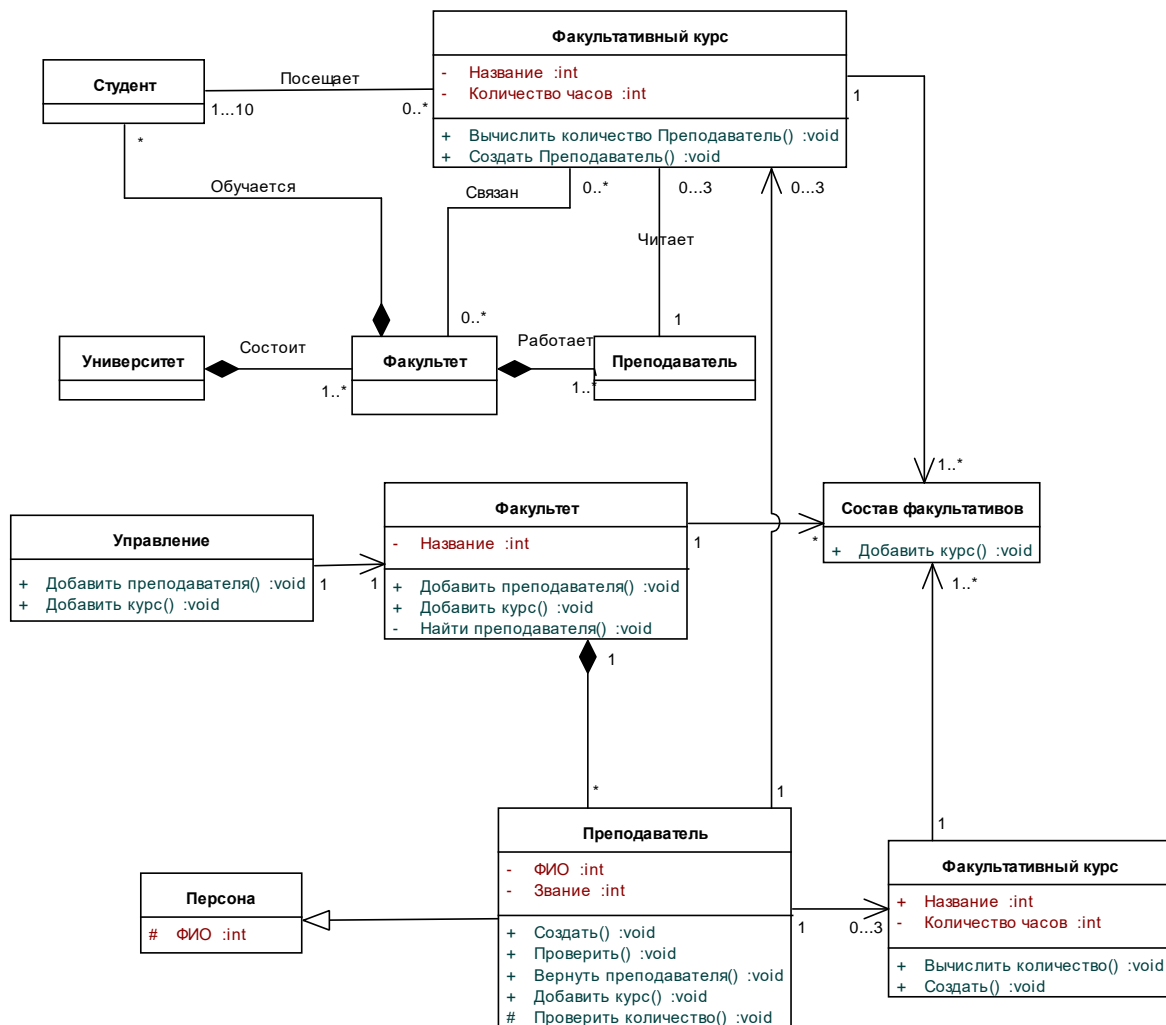 Факультативный курс
- Название :int
- Количество часов :int
+ Вычислить количество Преподаватель() :void
+ Создать Преподаватель() :void
Студент
Посещает
1...10
0..*
1
*
Обучается
Связан
0..*
0...3
0...3
Читает
0..*
1
Университет
Состоит
1..*
Факультет
Работает
1..*
Преподаватель
1..*
Состав факультативов
+ Добавить курс() :void
Управление
+ Добавить преподавателя() :void
+ Добавить курс() :void
1
1
Факультет
- Название :int
+ Добавить преподавателя() :void
+ Добавить курс() :void
- Найти преподавателя() :void
1
*
1..*
1
*
1
1
Преподаватель
- ФИО :int
- Звание :int
+ Создать() :void
+ Проверить() :void
+ Вернуть преподавателя() :void
+ Добавить курс() :void
# Проверить количество() :void
Персона
# ФИО :int
1
0...3
Факультативный курс
+ Название :int
- Количество часов :int
+ Вычислить количество() :void
+ Создать() :void